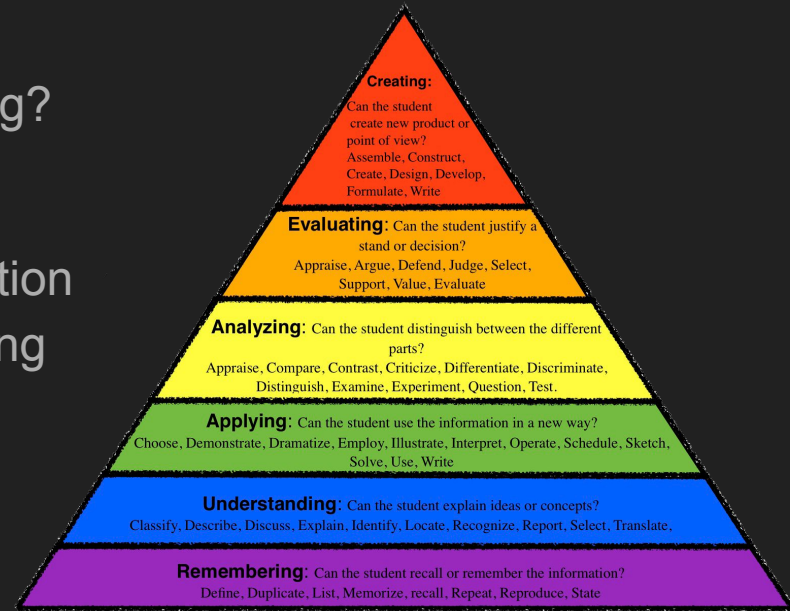 g?
tion
ng
Creating:
Can the student
create new product or
point of view?
Assemble, Construct,
Create, Design, Develop,
Formulate, Write
Evaluating: Can the student justify a
stand or decision?
Appraise, Argue, Defend, Judge, Select,
Support, Value, Evaluate
Analyzing: Can the student distinguish between the different
parts?
Appraise, Compare, Contrast, Criticize, Differentiate, Discriminate,
Distinguish, Examine, Experiment, Question, Test.
Applying: Can the student use the information in a new way?
Choose, Demonstrate, Dramatize, Employ, Illustrate, Interpret, Operate, Schedule, Sketch,
Solve, Use, Write
Understanding: Can the student explain ideas or concepts?
Classify, Describe, Discuss, Explain, Identify, Locate, Recognize, Report, Select, Translate,
Remembering: Can the student recall or remember the information?
Define, Duplicate, List, Memorize, recall, Repeat, Reproduce, State